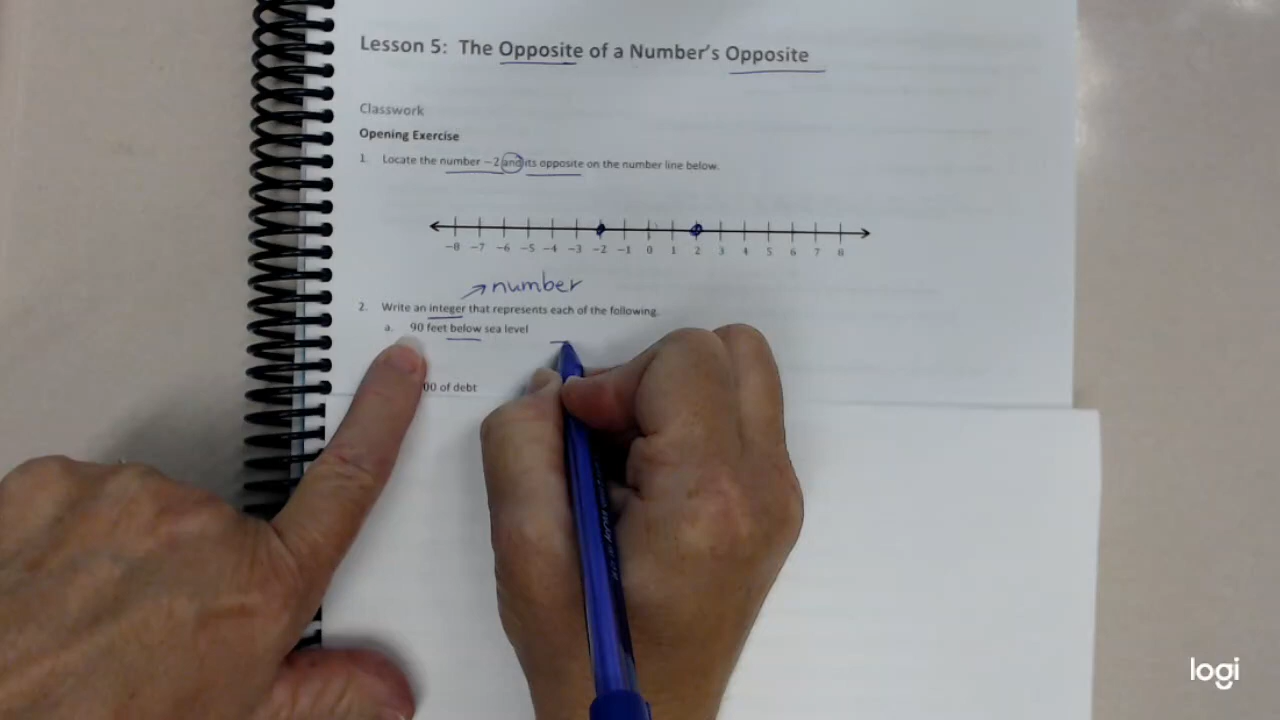 Lesson 5: The Opposite of a Number's Opposite
Classwork
Opening Exercise
1. Locate the number −2 and its opposite on the number line below.
−8 −7 −6 −5 −4 −3 −2 −1 0 1 2 3 4 5 6 7 8
number
2. Write an integer that represents each of the following.
a. 90 feet below sea level
00 of debt
logi